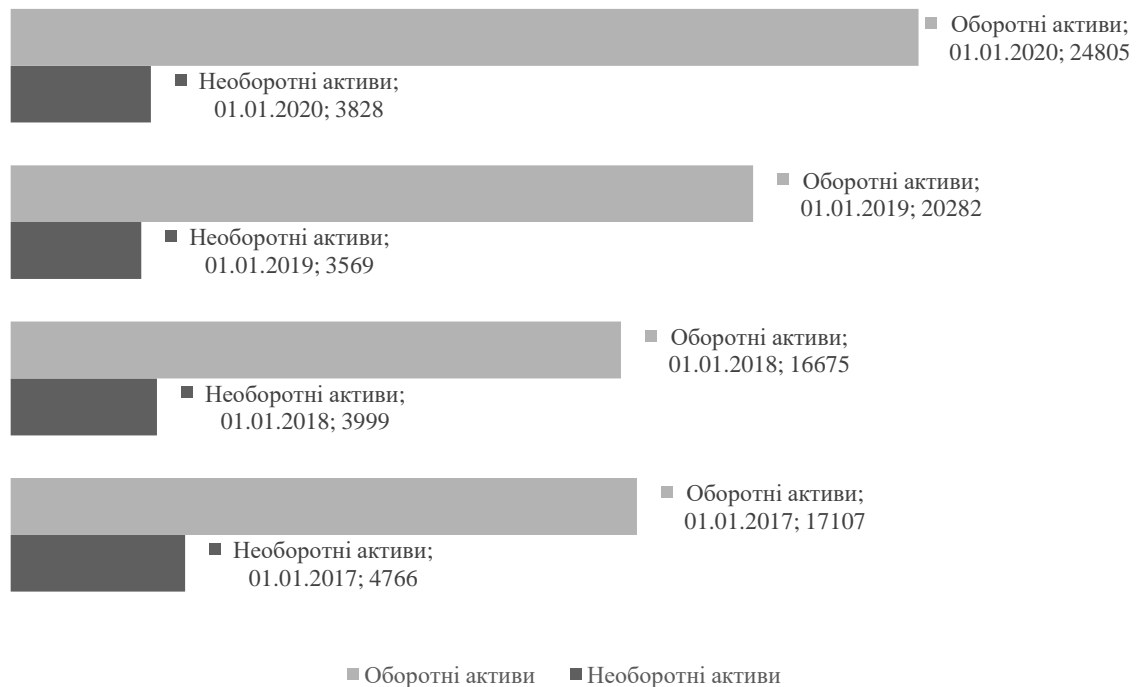 Оборотні активи;
01.01.2020; 24805
Необоротні активи;
01.01.2020; 3828
Оборотні активи;
01.01.2019; 20282
Необоротні активи;
01.01.2019; 3569
Оборотні активи;
01.01.2018; 16675
Необоротні активи;
01.01.2018; 3999
Оборотні активи;
01.01.2017; 17107
Необоротні активи;
01.01.2017; 4766
Оборотні активи Необоротні активи